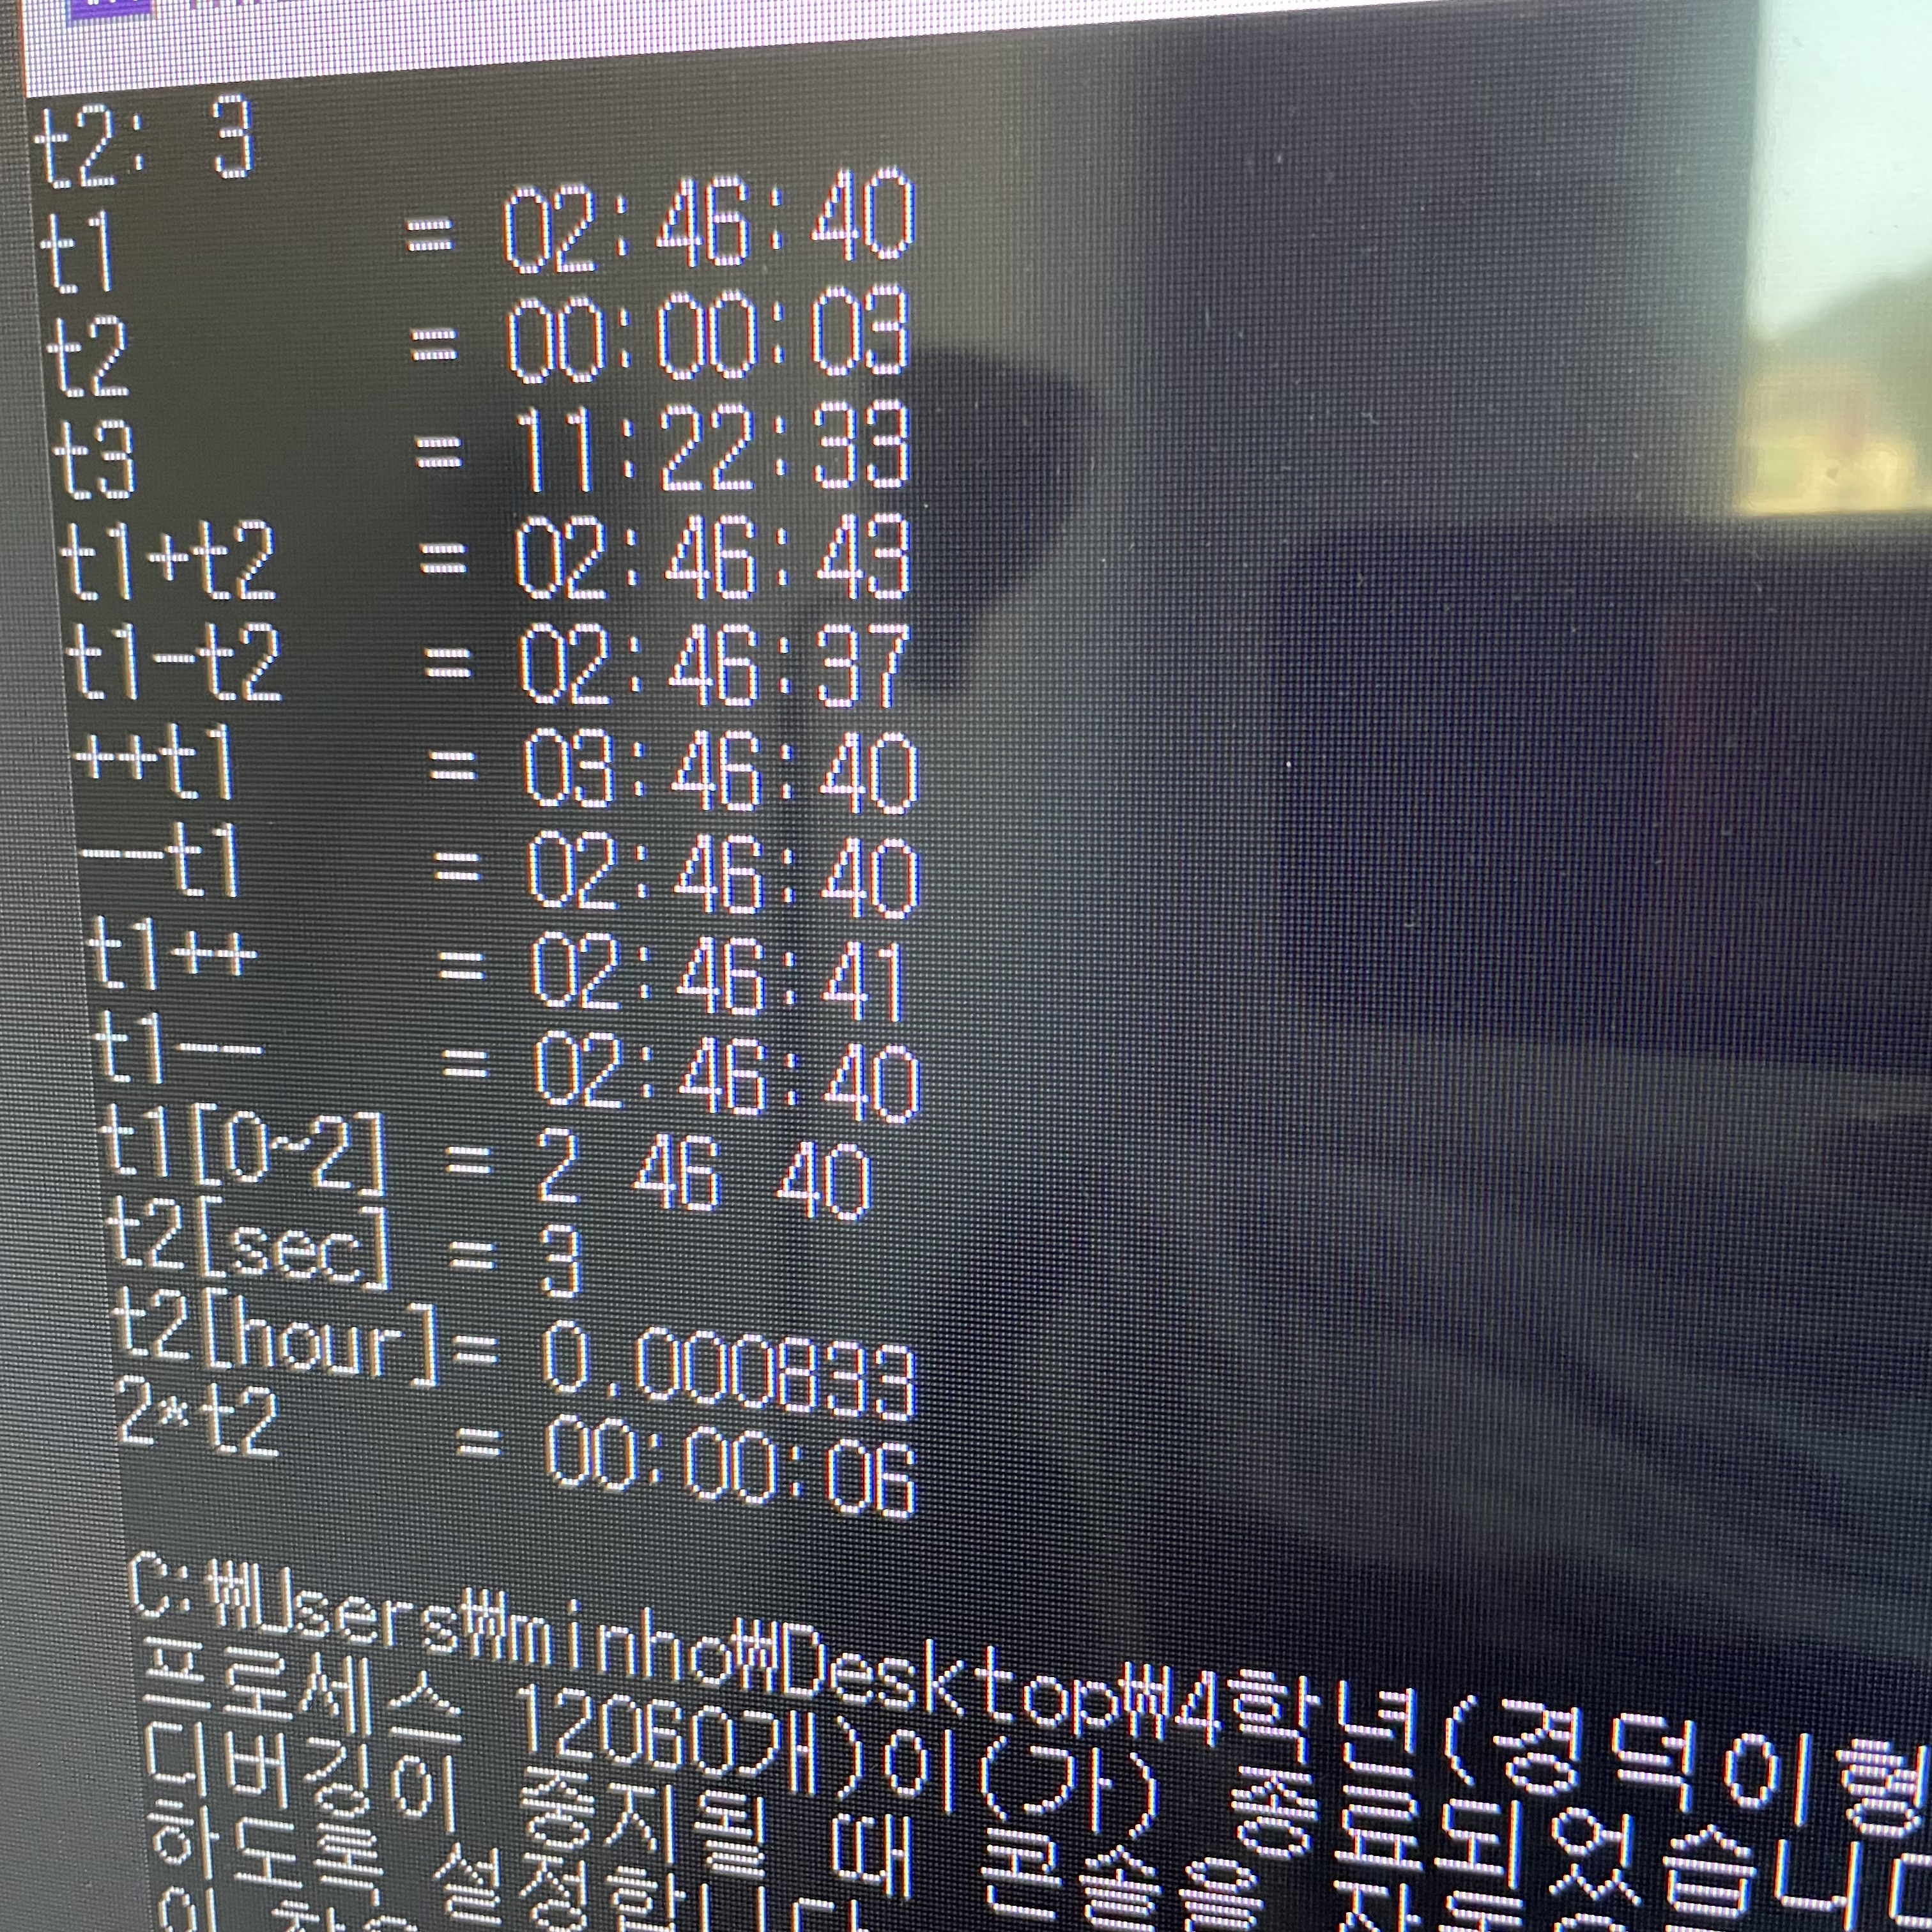 t2: 3
t1 = 02:46:40
t2 = 00:00:03
t3 = 11:22:33
t1+t2 = 02:46:43
t1-t2 = 02:46:37
++t1 = 03:46:40
--t1 = 02:46:40
t1++ = 02:46:41
t1-- = 02:46:40
t1[0~2] = 2 46 40
t2[sec] = 3
t2[hour]= 0.000833
2*t2 = 00:00:06
C:₩Users₩minho₩Desktop₩4학년(경덕이형
프로세스 12060개)이(가) 종료되었습니다
디버깅이 중지될 때 콘솔을
하도록 설정합니다
이 창을